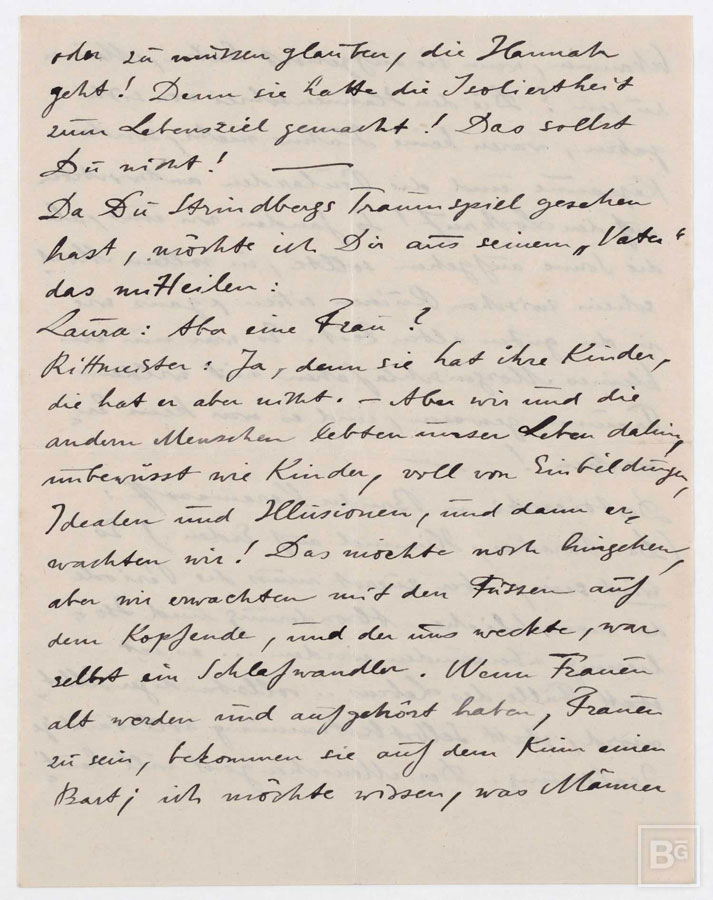 oder zu müssen glauben, die Hannah
geht! Denn sie hatte die Isoliertheit
zum Lebensziel gemacht! Das sollst
Du nicht! —
Da Du Strindbergs Traumspiel gesehen
hast, möchte ich Dir aus seinem „Vater“
das mitteilen:
Laura: Aber eine Frau?
Rittmeister: Ja, denn sie hat ihre Kinder,
die hat er aber nicht. – Aber wir und die
andern Menschen lebten unser Leben dahin,
unbewusst wie Kinder, voll von Einbildungen,
Idealen und Illusionen, und dann er-
wachten wir! Das möchte noch hingehen,
aber wir erwachten mit den Füssen auf
dem Kopfende, und der uns weckte, war
selbst ein Schlafwandler. Wenn Frauen
alt werden und aufgehört haben, Frauen
zu sein, bekommen sie auf dem Kinn einen
Bart; ich möchte wissen, was Männer
BG